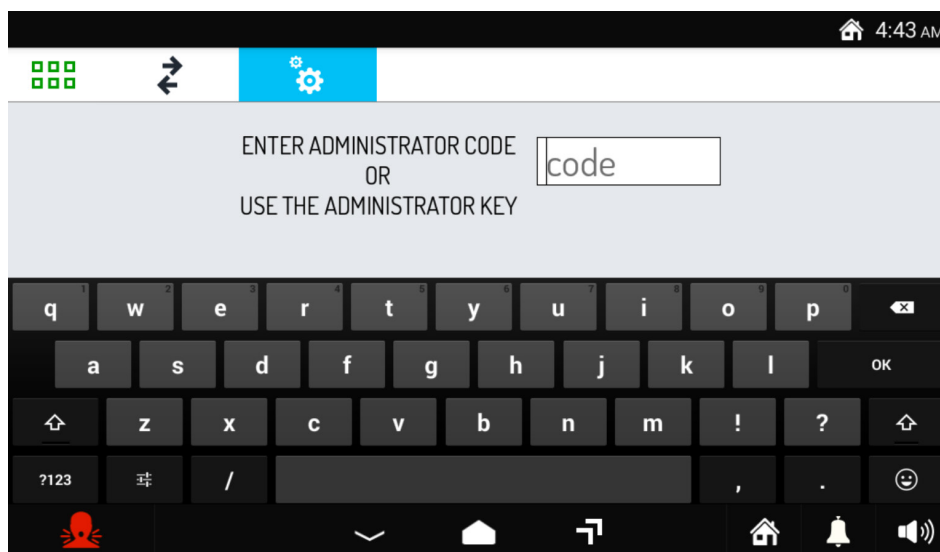 4:43 AM
ENTER ADMINISTRATOR CODE
OR
USE THE ADMINISTRATOR KEY
code
1 2 3 4 5 6 7 8 9 0
q w e r t y u i o p
a s d f g h j k l OK
z x c v b n m ! ?
?123 / , .